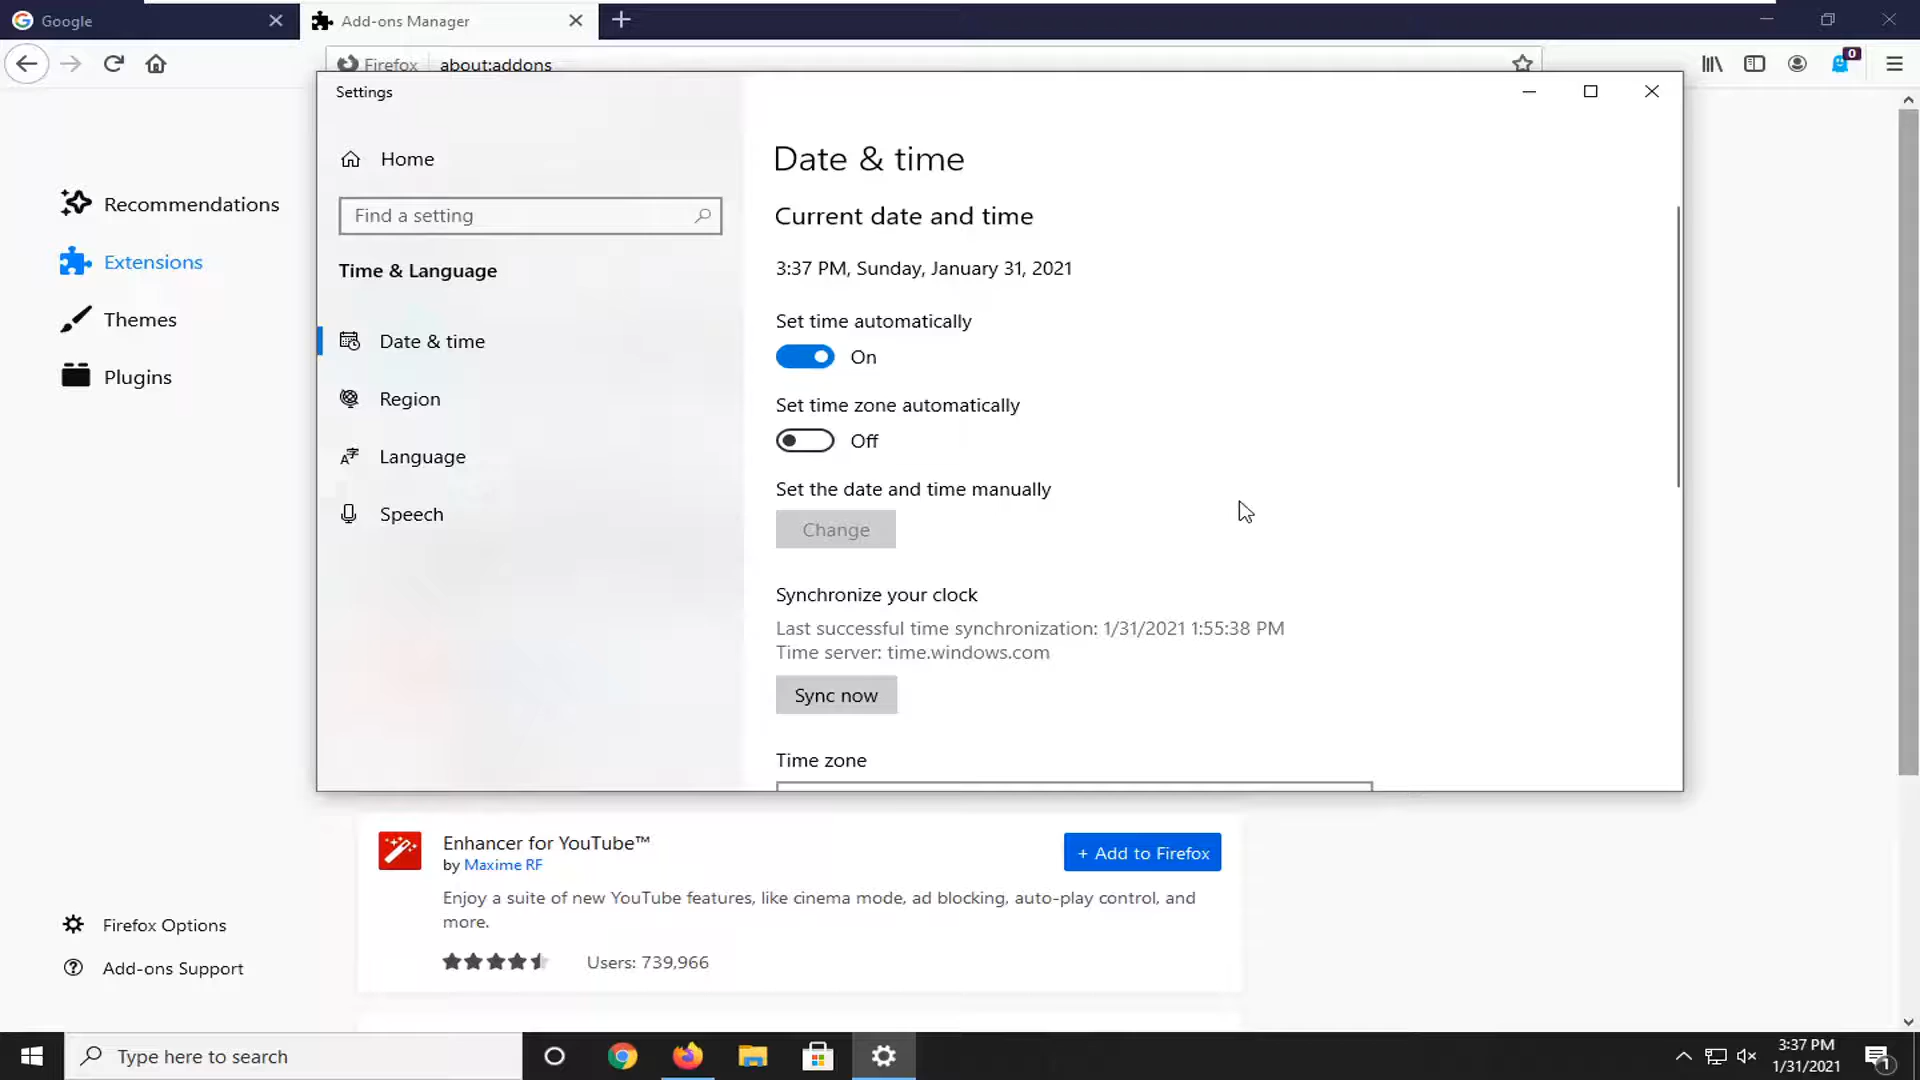 Google
Add-ons Manager
Firefox
about:addons
0
Settings
Home
Find a setting
Time & Language
Date & time
Region
Language
Speech
Date & time
Current date and time
3:37 PM, Sunday, January 31, 2021
Set time automatically
On
Set time zone automatically
Off
Set the date and time manually
Change
Synchronize your clock
Last successful time synchronization: 1/31/2021 1:55:38 PM
Time server: time.windows.com
Sync now
Time zone
Recommendations
Extensions
Themes
Plugins
Firefox Options
Add-ons Support
Enhancer for YouTube™
by Maxime RF
+ Add to Firefox
Enjoy a suite of new YouTube features, like cinema mode, ad blocking, auto-play control, and
more.
Users: 739,966
Type here to search
3:37 PM
1/31/2021
1